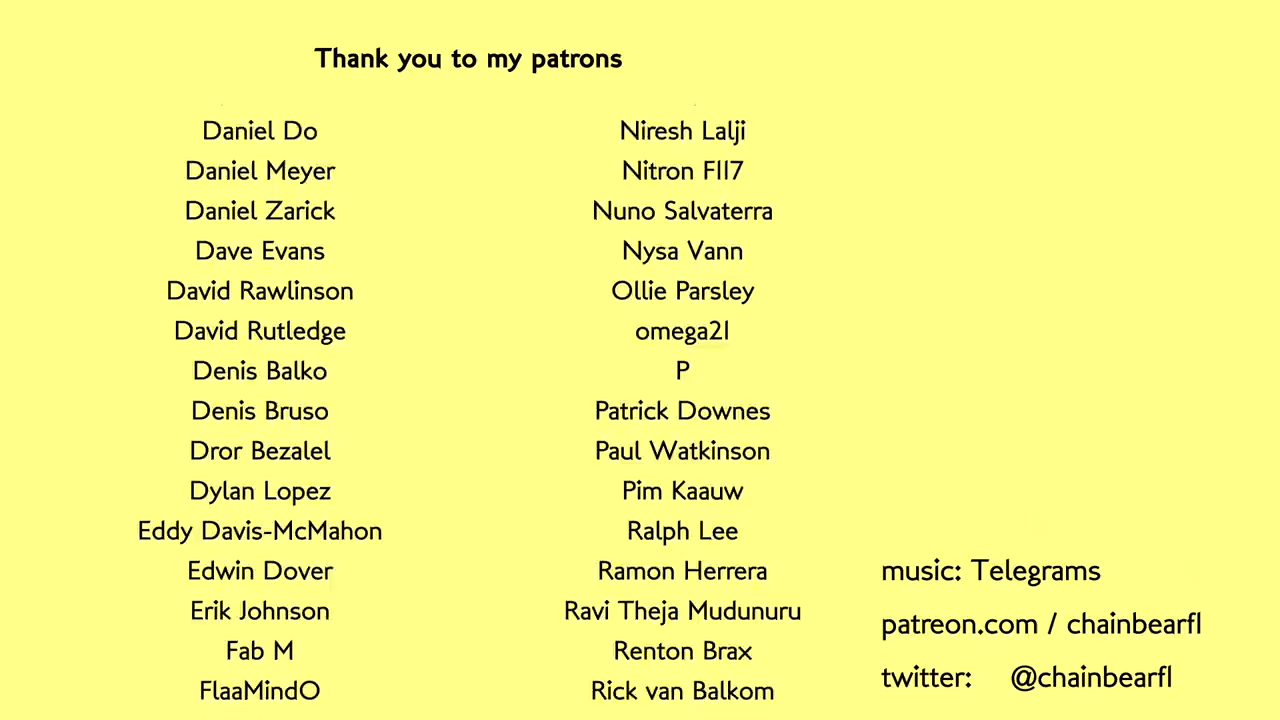 Thank you to my patrons
Daniel Do
Daniel Meyer
Daniel Zarick
Dave Evans
David Rawlinson
David Rutledge
Denis Balko
Denis Bruso
Dror Bezalel
Dylan Lopez
Eddy Davis-McMahon
Edwin Dover
Erik Johnson
Fab M
FlaaMindO
Niresh Lalji
Nitron F117
Nuno Salvaterra
Nysa Vann
Ollie Parsley
omega21
P
Patrick Downes
Paul Watkinson
Pim Kaauw
Ralph Lee
Ramon Herrera
Ravi Theja Mudunuru
Renton Brax
Rick van Balkom
music: Telegrams
patreon.com / chainbearf1
twitter: @chainbearf1